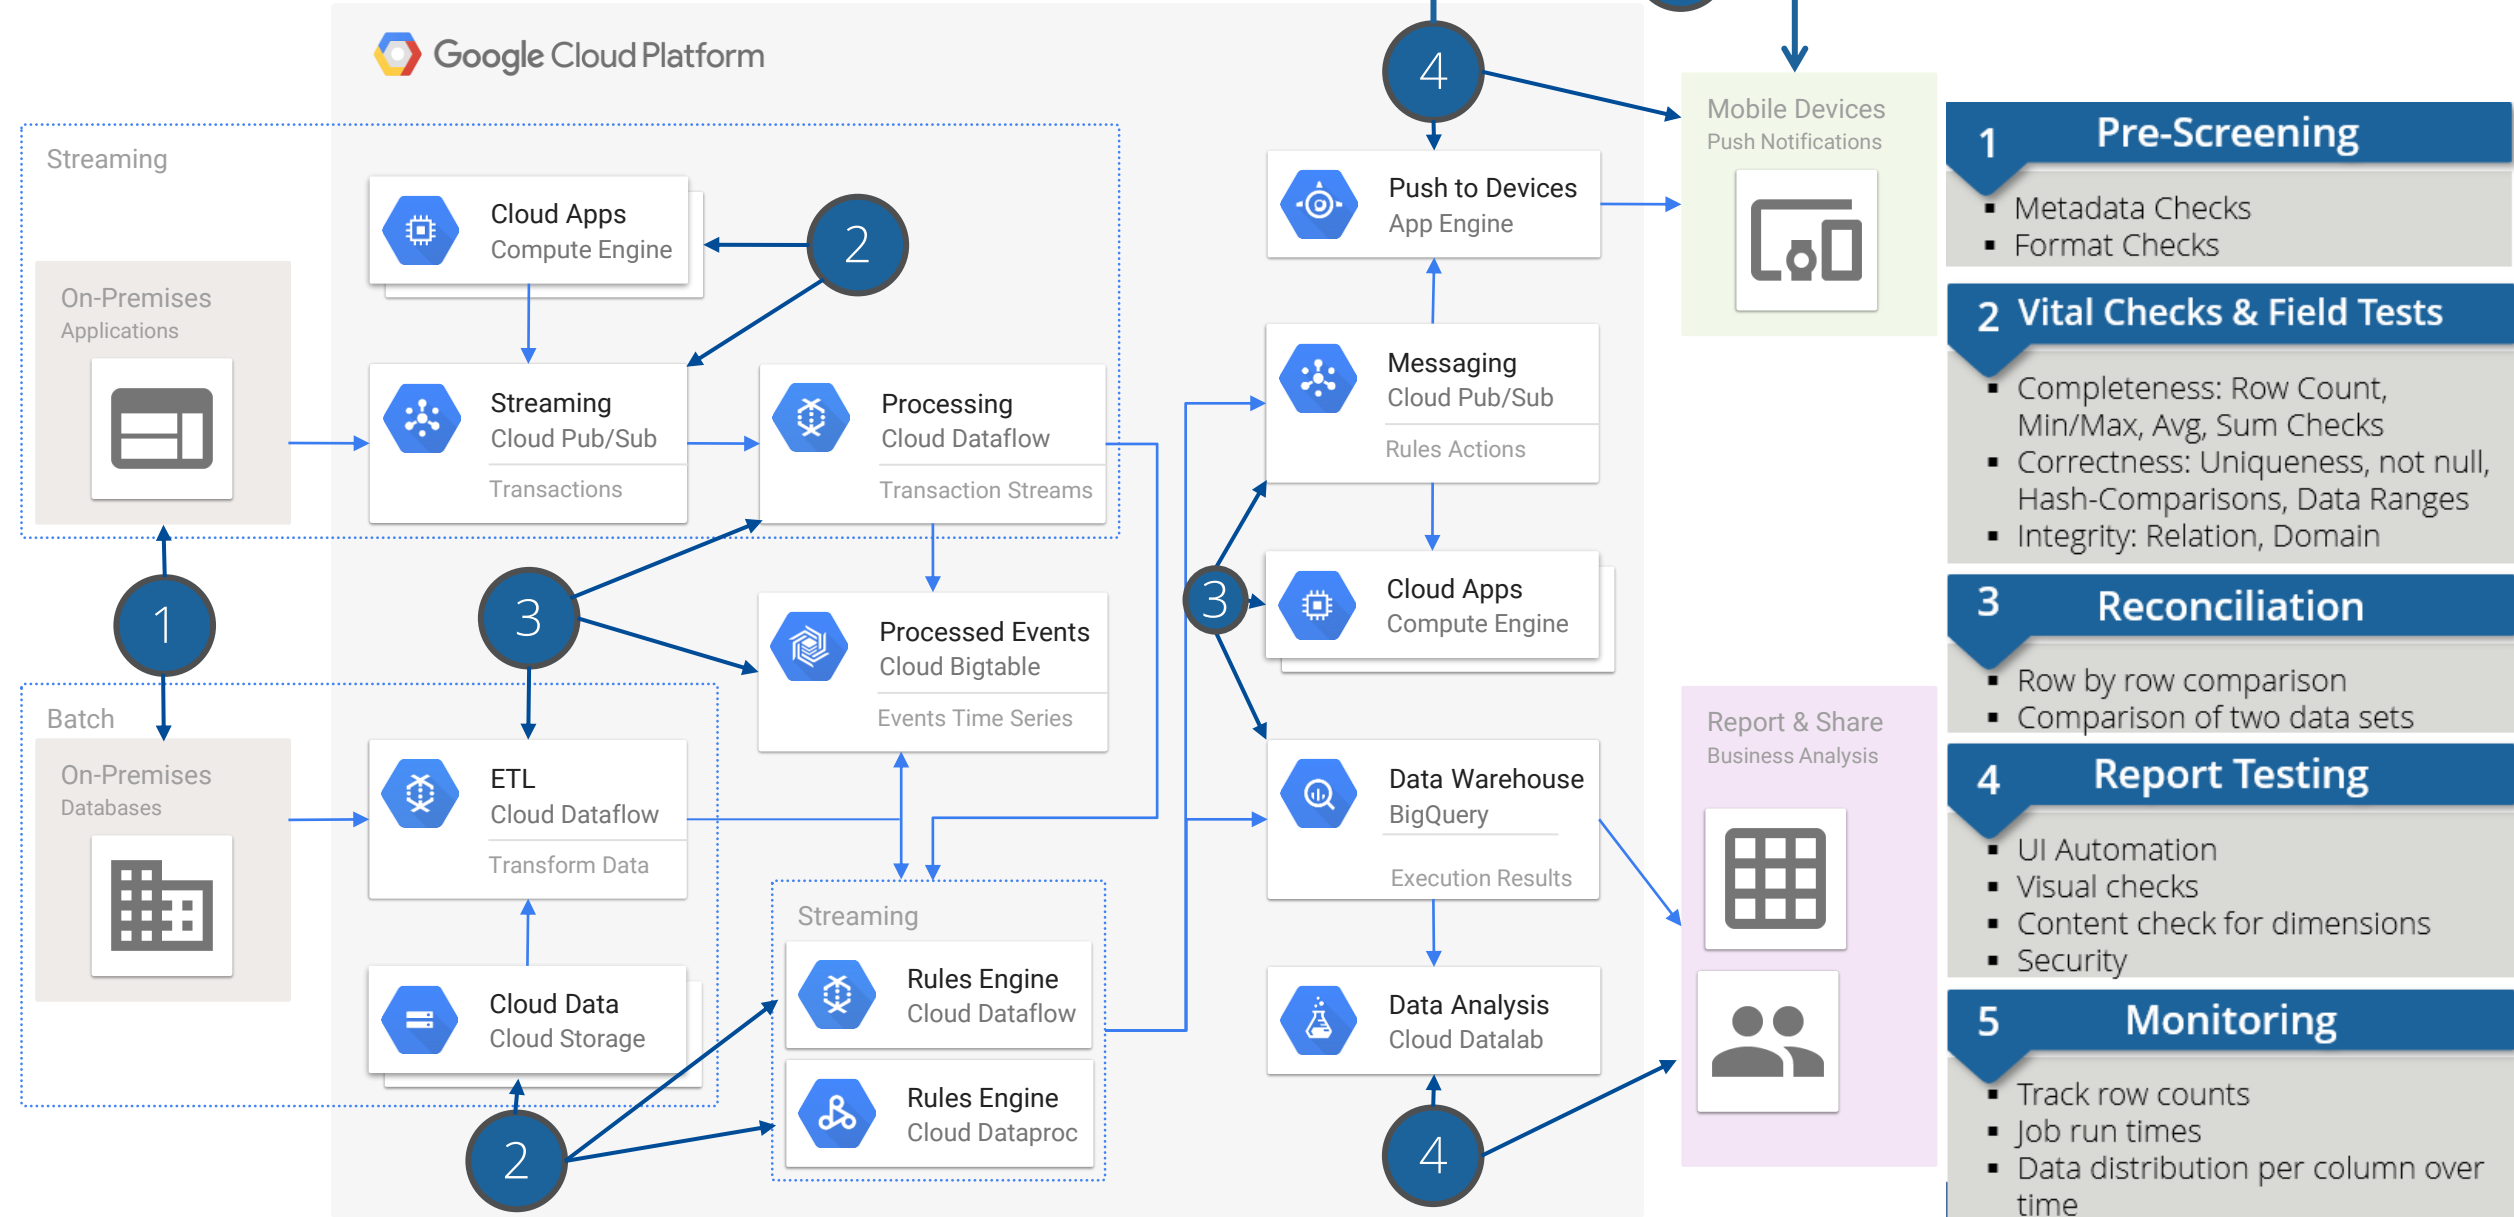 Google Cloud Platform
4
Streaming
Cloud Apps
Compute Engine
2
On-Premises
Applications
Streaming
Cloud Pub/Sub
Transactions
Processing
Cloud Dataflow
Transaction Streams
1
3
Processed Events
Cloud Bigtable
Events Time Series
Batch
On-Premises
Databases
ETL
Cloud Dataflow
Transform Data
Cloud Data
Cloud Storage
2
Streaming
Rules Engine
Cloud Dataflow
Rules Engine
Cloud Dataproc
Push to Devices
App Engine
Messaging
Cloud Pub/Sub
Rules Actions
3
Cloud Apps
Compute Engine
Data Warehouse
BigQuery
Execution Results
Data Analysis
Cloud Datalab
4
Mobile Devices
Push Notifications
Report & Share
Business Analysis
1 Pre-Screening
▪ Metadata Checks
▪ Format Checks
2 Vital Checks & Field Tests
▪ Completeness: Row Count,
Min/Max, Avg, Sum Checks
▪ Correctness: Uniqueness, not null,
Hash-Comparisons, Data Ranges
▪ Integrity: Relation, Domain
3 Reconciliation
▪ Row by row comparison
▪ Comparison of two data sets
4 Report Testing
▪ UI Automation
▪ Visual checks
▪ Content check for dimensions
▪ Security
5 Monitoring
▪ Track row counts
▪ Job run times
▪ Data distribution per column over
time